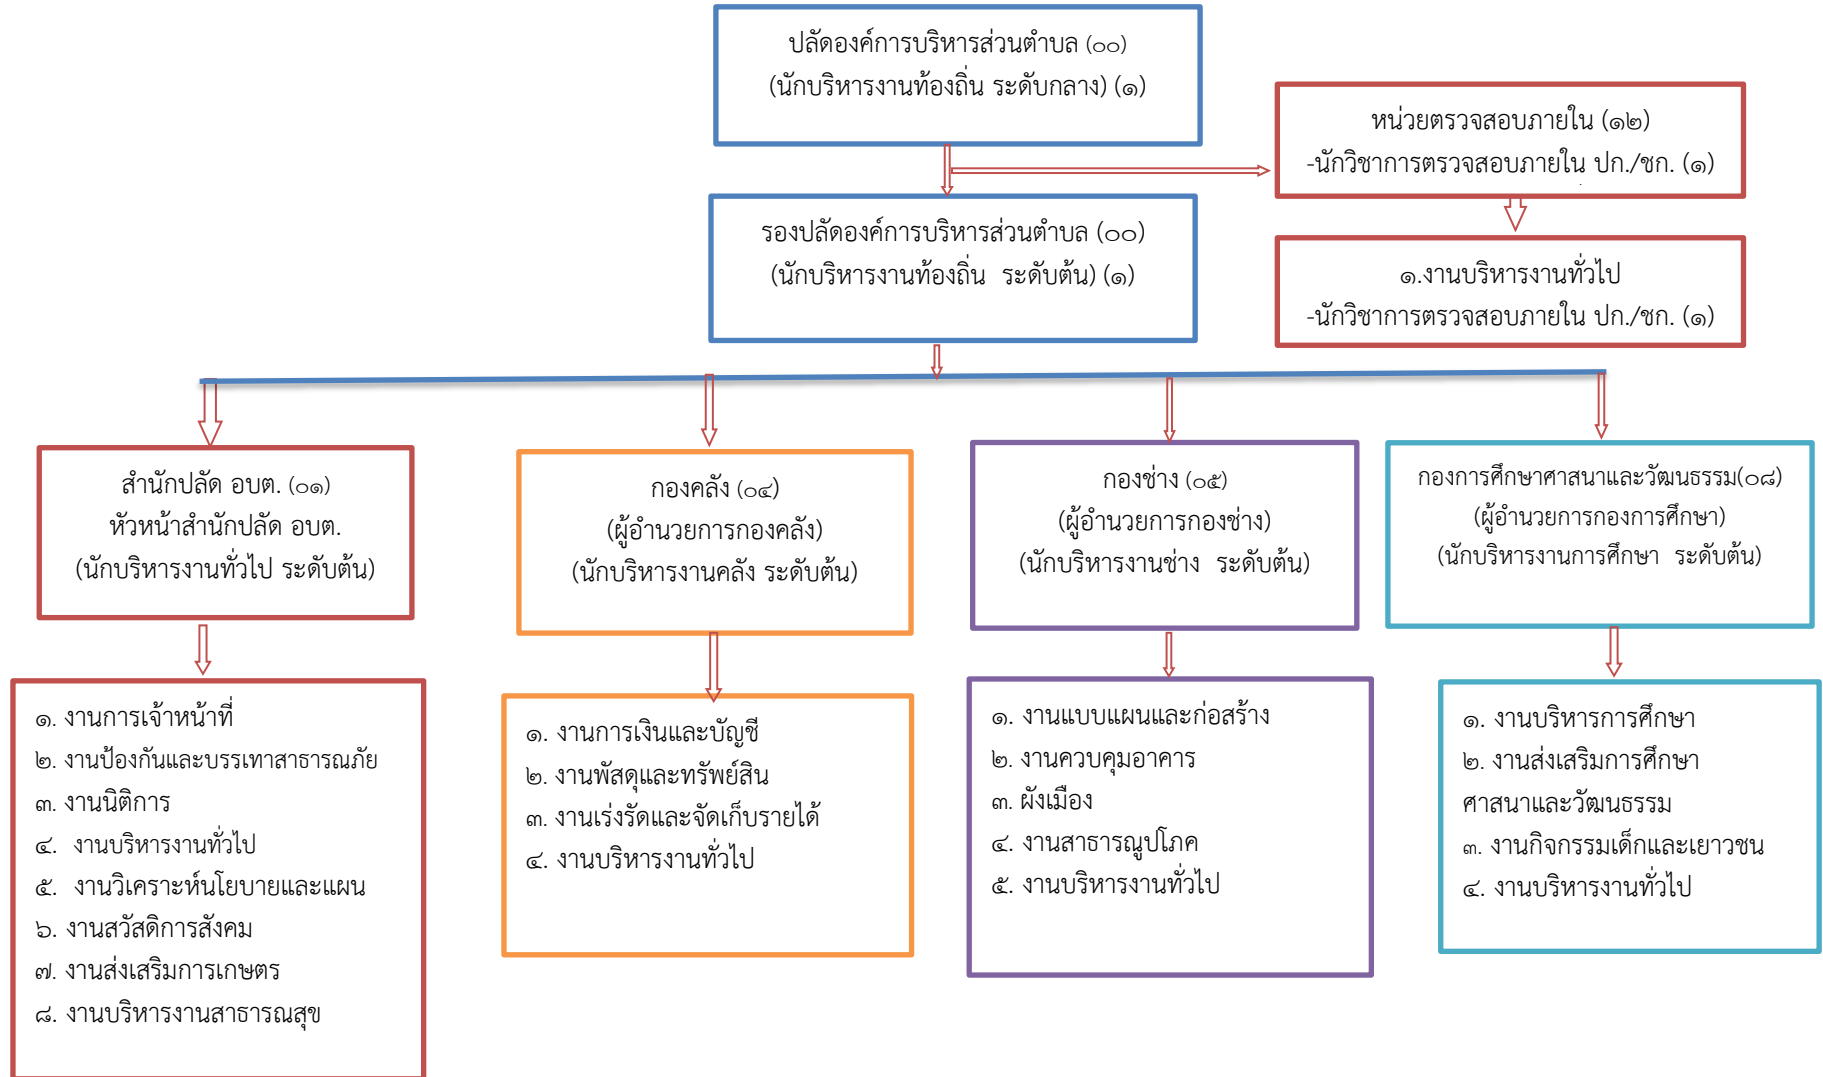 ปลัดองค์การบริหารส่วนตำบล (๐๐)
(นักบริหารงานท้องถิ่น ระดับกลาง) (๑)
หน่วยตรวจสอบภายใน (๑๒)
-นักวิชาการตรวจสอบภายใน ปก./ชก. (๑)
รองปลัดองค์การบริหารส่วนตำบล (๐๐)
(นักบริหารงานท้องถิ่น ระดับต้น) (๑)
๑.งานบริหารงานทั่วไป
-นักวิชาการตรวจสอบภายใน ปก./ชก. (๑)
สำนักปลัด อบต. (๐๑)
หัวหน้าสำนักปลัด อบต.
(นักบริหารงานทั่วไป ระดับต้น)
กองคลัง (๐๔)
(ผู้อำนวยการกองคลัง)
(นักบริหารงานคลัง ระดับต้น)
กองช่าง (๐๕)
(ผู้อำนวยการกองช่าง)
(นักบริหารงานช่าง ระดับต้น)
กองการศึกษาศาสนาและวัฒนธรรม(๐๘)
(ผู้อำนวยการกองการศึกษา)
(นักบริหารงานการศึกษา ระดับต้น)
๑. งานการเจ้าหน้าที่
๒. งานป้องกันและบรรเทาสาธารณภัย
๓. งานนิติการ
๔. งานบริหารงานทั่วไป
๕. งานวิเคราะห์นโยบายและแผน
๖. งานสวัสดิการสังคม
๗. งานส่งเสริมการเกษตร
๘. งานบริหารงานสาธารณสุข
๑. งานการเงินและบัญชี
๒. งานพัสดุและทรัพย์สิน
๓. งานเร่งรัดและจัดเก็บรายได้
๔. งานบริหารงานทั่วไป
๑. งานแบบแผนและก่อสร้าง
๒. งานควบคุมอาคาร
๓. ผังเมือง
๔. งานสาธารณูปโภค
๕. งานบริหารงานทั่วไป
๑. งานบริหารการศึกษา
๒. งานส่งเสริมการศึกษา
ศาสนาและวัฒนธรรม
๓. งานกิจกรรมเด็กและเยาวชน
๔. งานบริหารงานทั่วไป